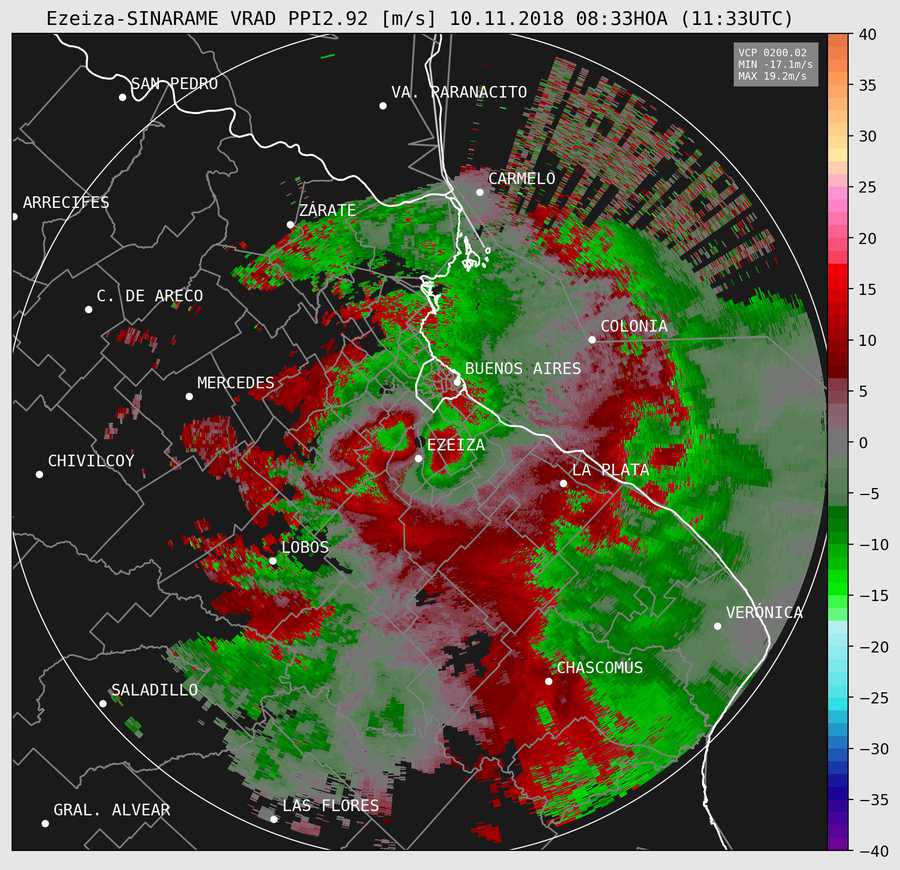 Ezeiza-SINARAME VRAD PPI2.92 [m/s] 10.11.2018 08:33HOA (11:33UTC)
VCP 0200.02
MIN -17.1m/s
MAX 19.2m/s
SAN PEDRO
VA. PARANACITO
CARMELO
ARRECIFES
ZÁRATE
C. DE ARECO
COLONIA
BUENOS AIRES
MERCEDES
EZEIZA
CHIVILCOY
LA PLATA
LOBOS
VERÓNICA
CHASCOMÚS
SALADILLO
LAS FLORES
GRAL. ALVEAR
40
35
30
25
20
15
10
5
0
−5
−10
−15
−20
−25
−30
−35
−40